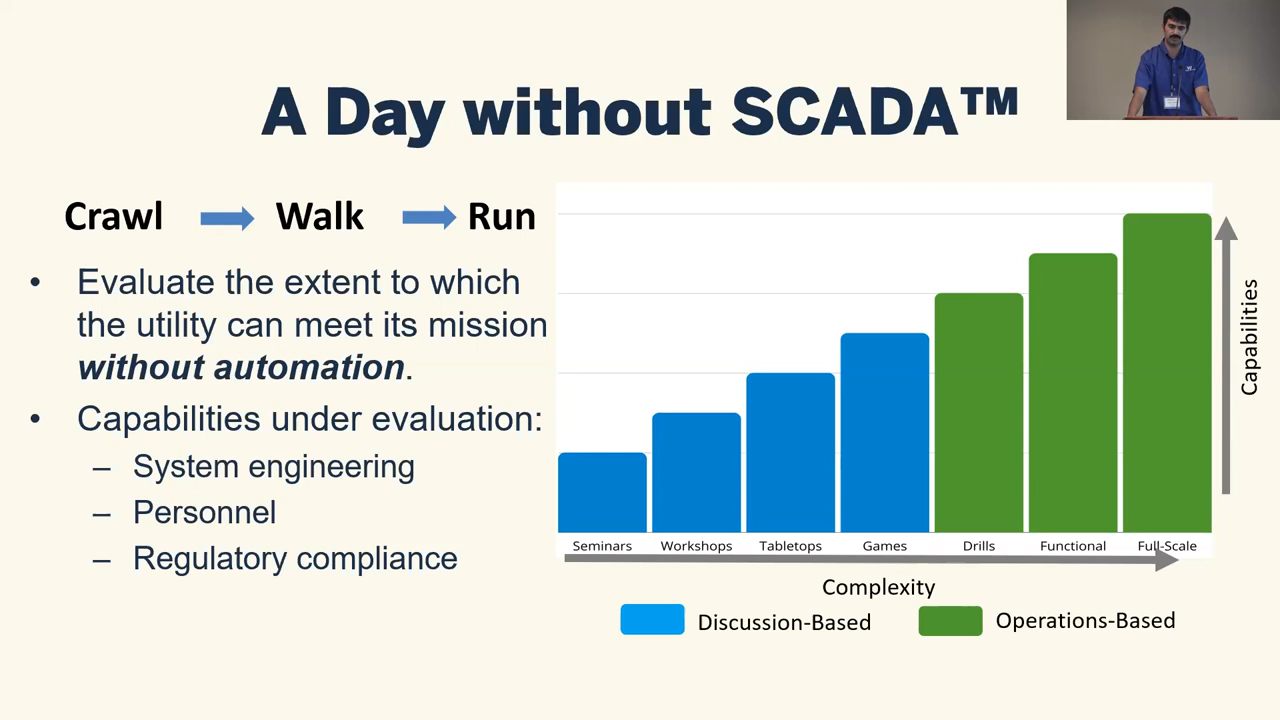 A Day without SCADA™
Crawl Walk Run
• Evaluate the extent to which
the utility can meet its mission
without automation.
• Capabilities under evaluation:
– System engineering
– Personnel
– Regulatory compliance
Capabilities
Seminars Workshops Tabletops Games Drills Functional Full-Scale
Complexity
Discussion-Based Operations-Based